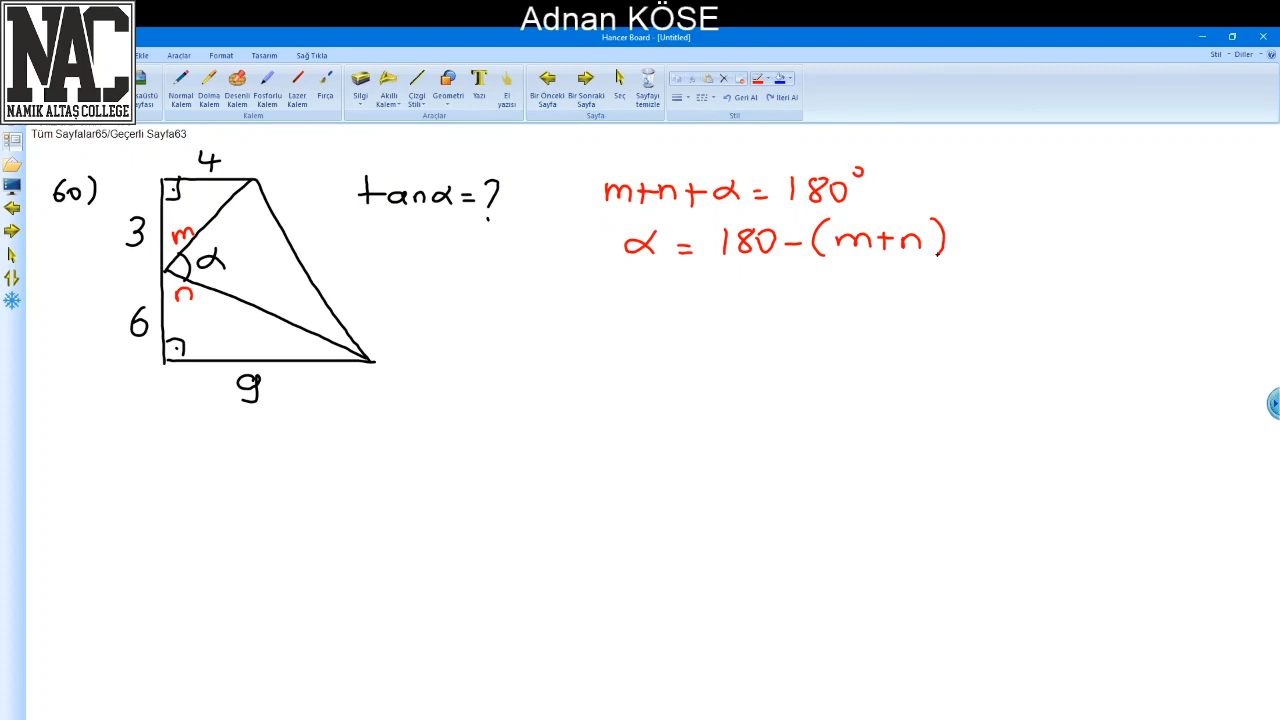 Adnan KÖSE
NAC
NAMIK ALTAŞ COLLEGE
Hancer Board - [Untitled]
Ekle Araçlar Format Tasarım Sağ Tıkla
Stil Diller
Normal Kalem Dolma Kalem Desenli Kalem Fosforlu Kalem Lazer Kalem Fırça
Silgi Akıllı Kalem Çizgi Stili Geometri Yazı El yazısı
Bir Önceki Sayfa Bir Sonraki Sayfa Seç Sayfayı temizle
Geri Al İleri Al
Kalem Araçlar Sayfa Stil
Tüm Sayfalar65/Geçerli Sayfa63
60)
4
3
m
α
n
6
9
tanα = ?
m+n+α = 180°
α = 180-(m+n)